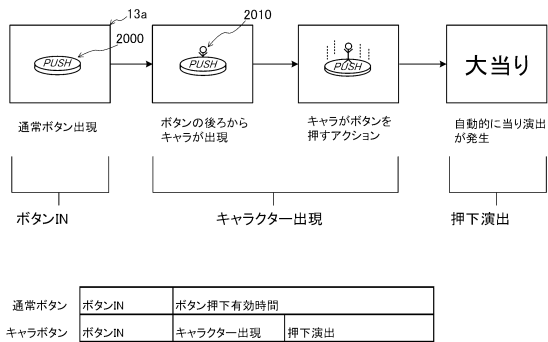 13a
2000
2010
PUSH
PUSH
PUSH
大当り
通常ボタン出現
ボタンの後ろから
キャラが出現
キャラがボタンを
押すアクション
自動的に当り演出
が発生
ボタンIN
キャラクター出現
押下演出
通常ボタン ボタンIN ボタン押下有効時間
キャラボタン ボタンIN キャラクター出現 押下演出